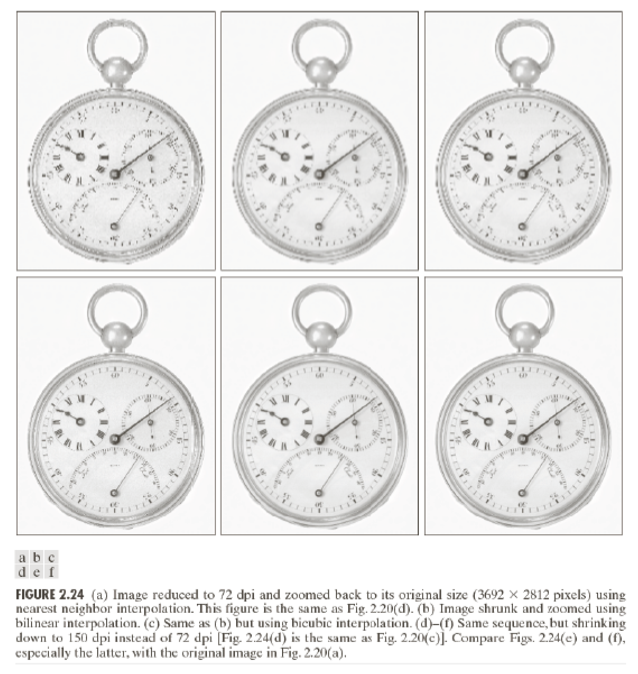 a b c
d e f
FIGURE 2.24 (a) Image reduced to 72 dpi and zoomed back to its original size (3692 × 2812 pixels) using
nearest neighbor interpolation. This figure is the same as Fig. 2.20(d). (b) Image shrunk and zoomed using
bilinear interpolation. (c) Same as (b) but using bicubic interpolation. (d)–(f) Same sequence, but shrinking
down to 150 dpi instead of 72 dpi [Fig. 2.24(d) is the same as Fig. 2.20(c)]. Compare Figs. 2.24(e) and (f),
especially the latter, with the original image in Fig. 2.20(a).